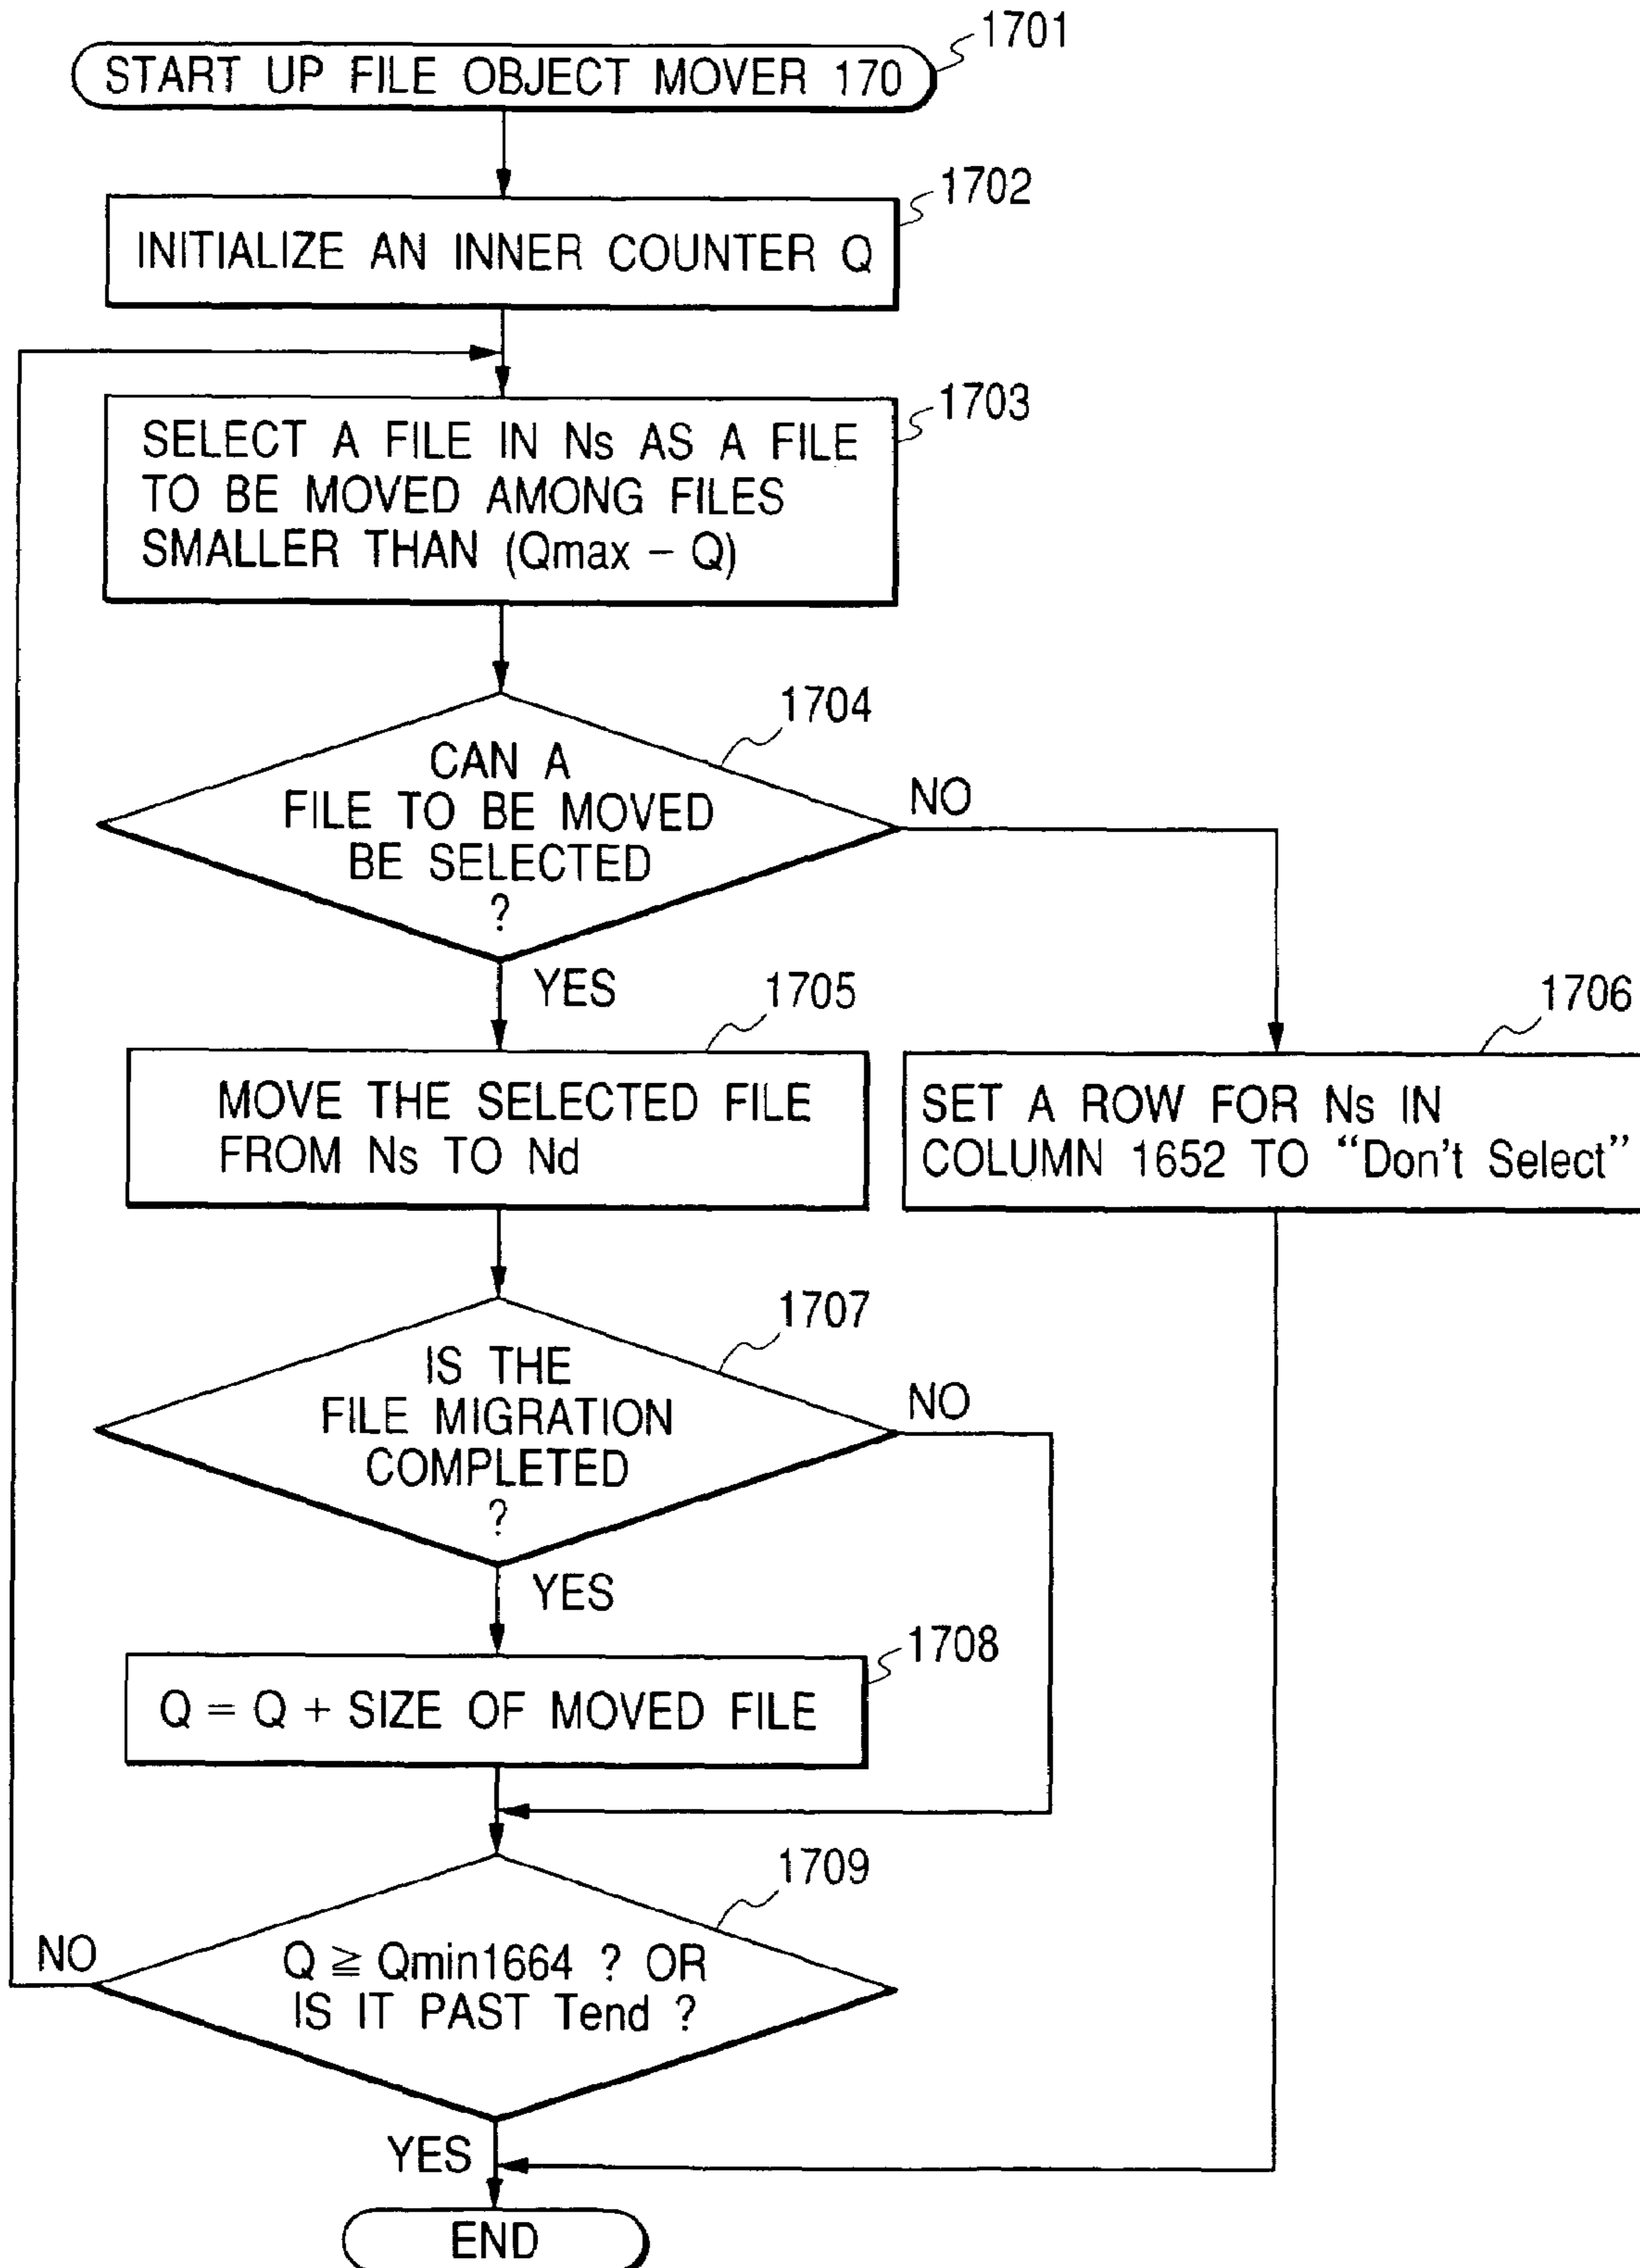 1701
START UP FILE OBJECT MOVER 170
1702
INITIALIZE AN INNER COUNTER Q
1703
SELECT A FILE IN Ns AS A FILE
TO BE MOVED AMONG FILES
SMALLER THAN (Qmax – Q)
1704
CAN A
FILE TO BE MOVED
BE SELECTED
?
NO
YES
1705
MOVE THE SELECTED FILE
FROM Ns TO Nd
1706
SET A ROW FOR Ns IN
COLUMN 1652 TO “Don't Select”
1707
IS THE
FILE MIGRATION
COMPLETED
?
NO
YES
1708
Q = Q + SIZE OF MOVED FILE
1709
Q ≧ Qmin1664 ? OR
IS IT PAST Tend ?
NO
YES
END